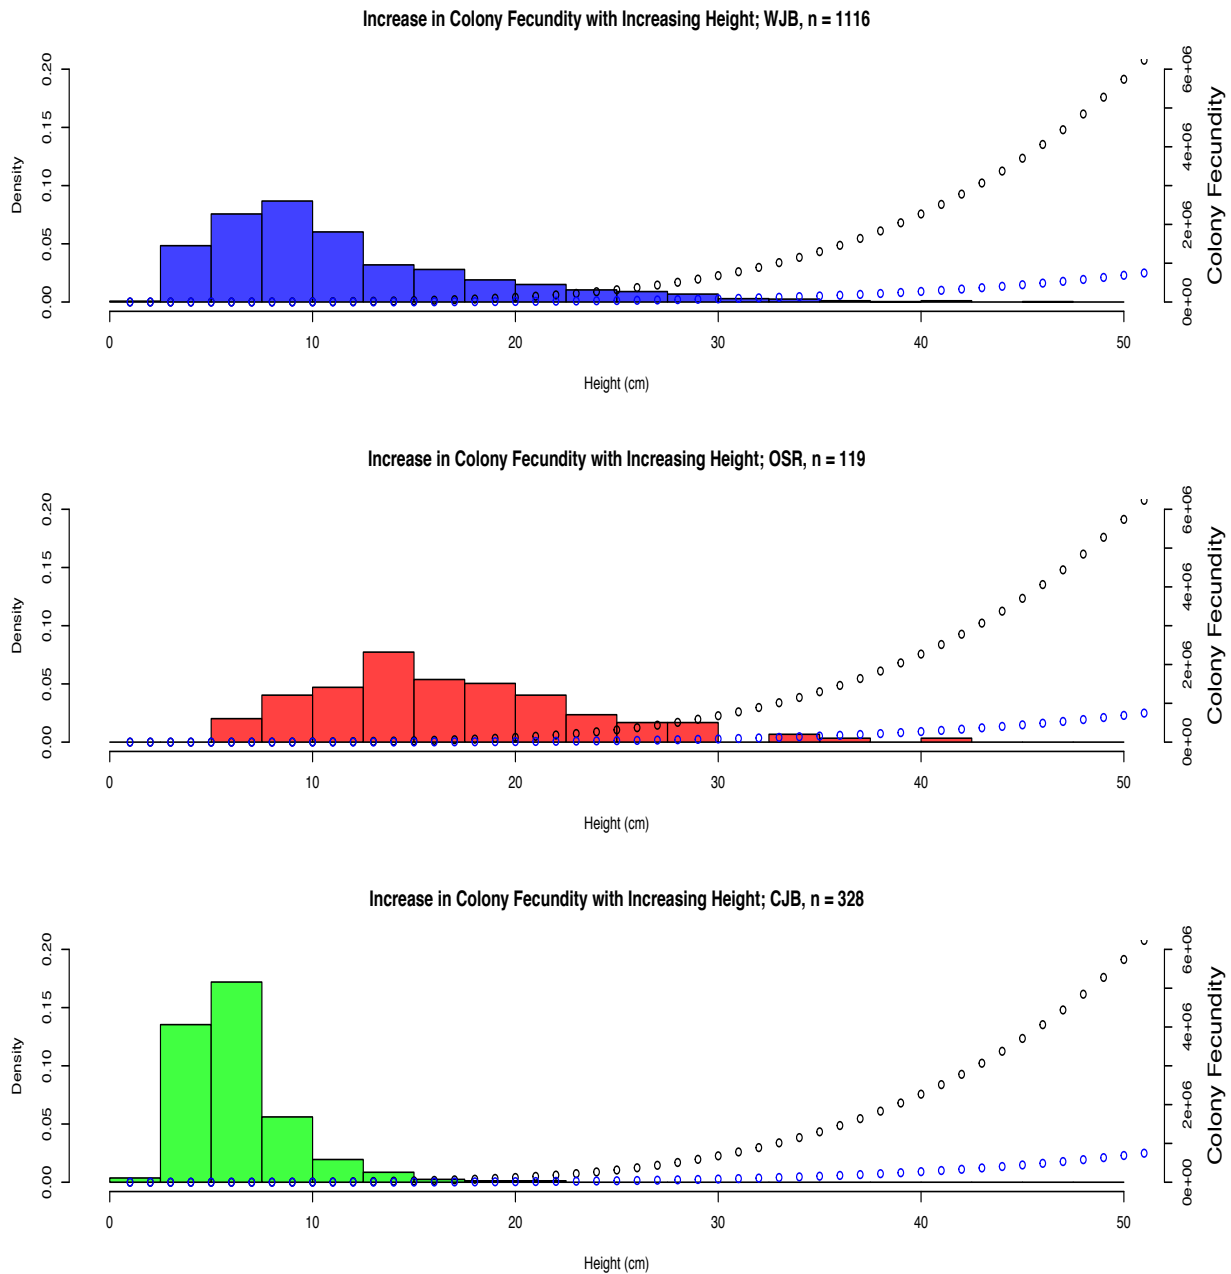 Increase in Colony Fecundity with Increasing Height; WJB, n = 1116
Density
0.00 0.05 0.10 0.15 0.20
0 10 20 30 40 50
Height (cm)
0e+00 2e+06 4e+06 6e+06
Colony Fecundity
Increase in Colony Fecundity with Increasing Height; OSR, n = 119
Density
0.00 0.05 0.10 0.15 0.20
0 10 20 30 40 50
Height (cm)
0e+00 2e+06 4e+06 6e+06
Colony Fecundity
Increase in Colony Fecundity with Increasing Height; CJB, n = 328
Density
0.00 0.05 0.10 0.15 0.20
0 10 20 30 40 50
Height (cm)
0e+00 2e+06 4e+06 6e+06
Colony Fecundity